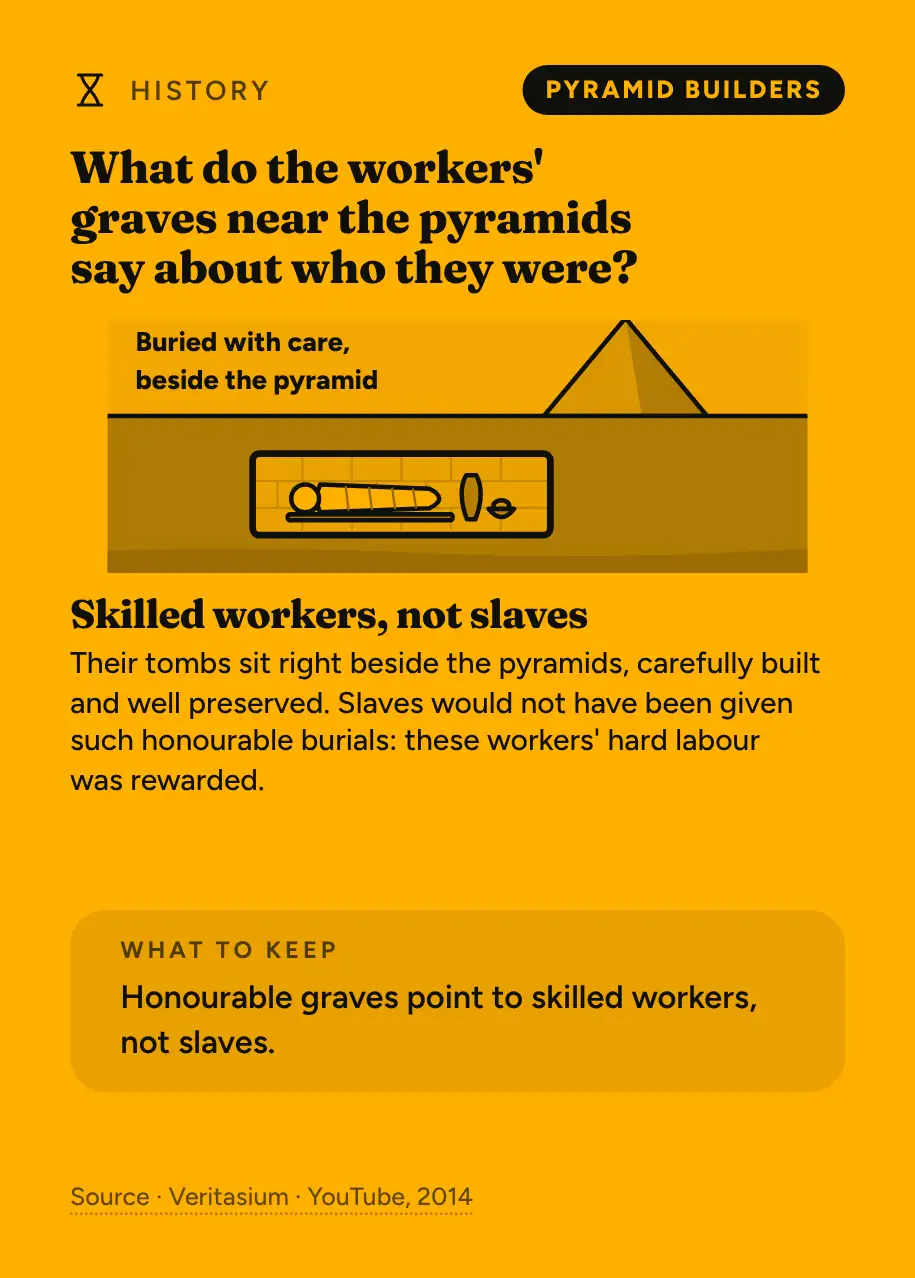 HISTORY
PYRAMID BUILDERS
What do the workers'
graves near the pyramids
say about who they were?
Buried with care,
beside the pyramid
Skilled workers, not slaves
Their tombs sit right beside the pyramids, carefully built
and well preserved. Slaves would not have been given
such honourable burials: these workers' hard labour
was rewarded.
WHAT TO KEEP
Honourable graves point to skilled workers,
not slaves.
Source · Veritasium · YouTube, 2014